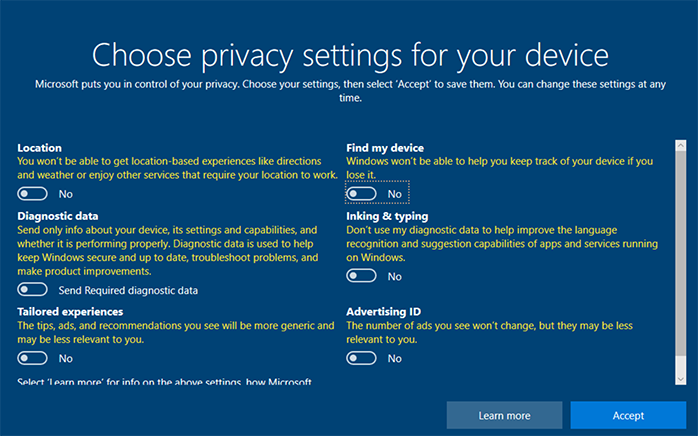 Choose privacy settings for your device
Microsoft puts you in control of your privacy. Choose your settings, then select 'Accept' to save them. You can change these settings at any
time.
Location
You won't be able to get location-based experiences like directions
and weather or enjoy other services that require your location to work.
No
Find my device
Windows won't be able to help you keep track of your device if you
lose it.
No
Diagnostic data
Send only info about your device, its settings and capabilities, and
whether it is performing properly. Diagnostic data is used to help
keep Windows secure and up to date, troubleshoot problems, and
make product improvements.
Send Required diagnostic data
Inking & typing
Don't use my diagnostic data to help improve the language
recognition and suggestion capabilities of apps and services running
on Windows.
No
Tailored experiences
The tips, ads, and recommendations you see will be more generic and
may be less relevant to you.
No
Advertising ID
The number of ads you see won't change, but they may be less
relevant to you.
No
Select 'Learn more' for info on the above settings, how Microsoft
Learn more
Accept